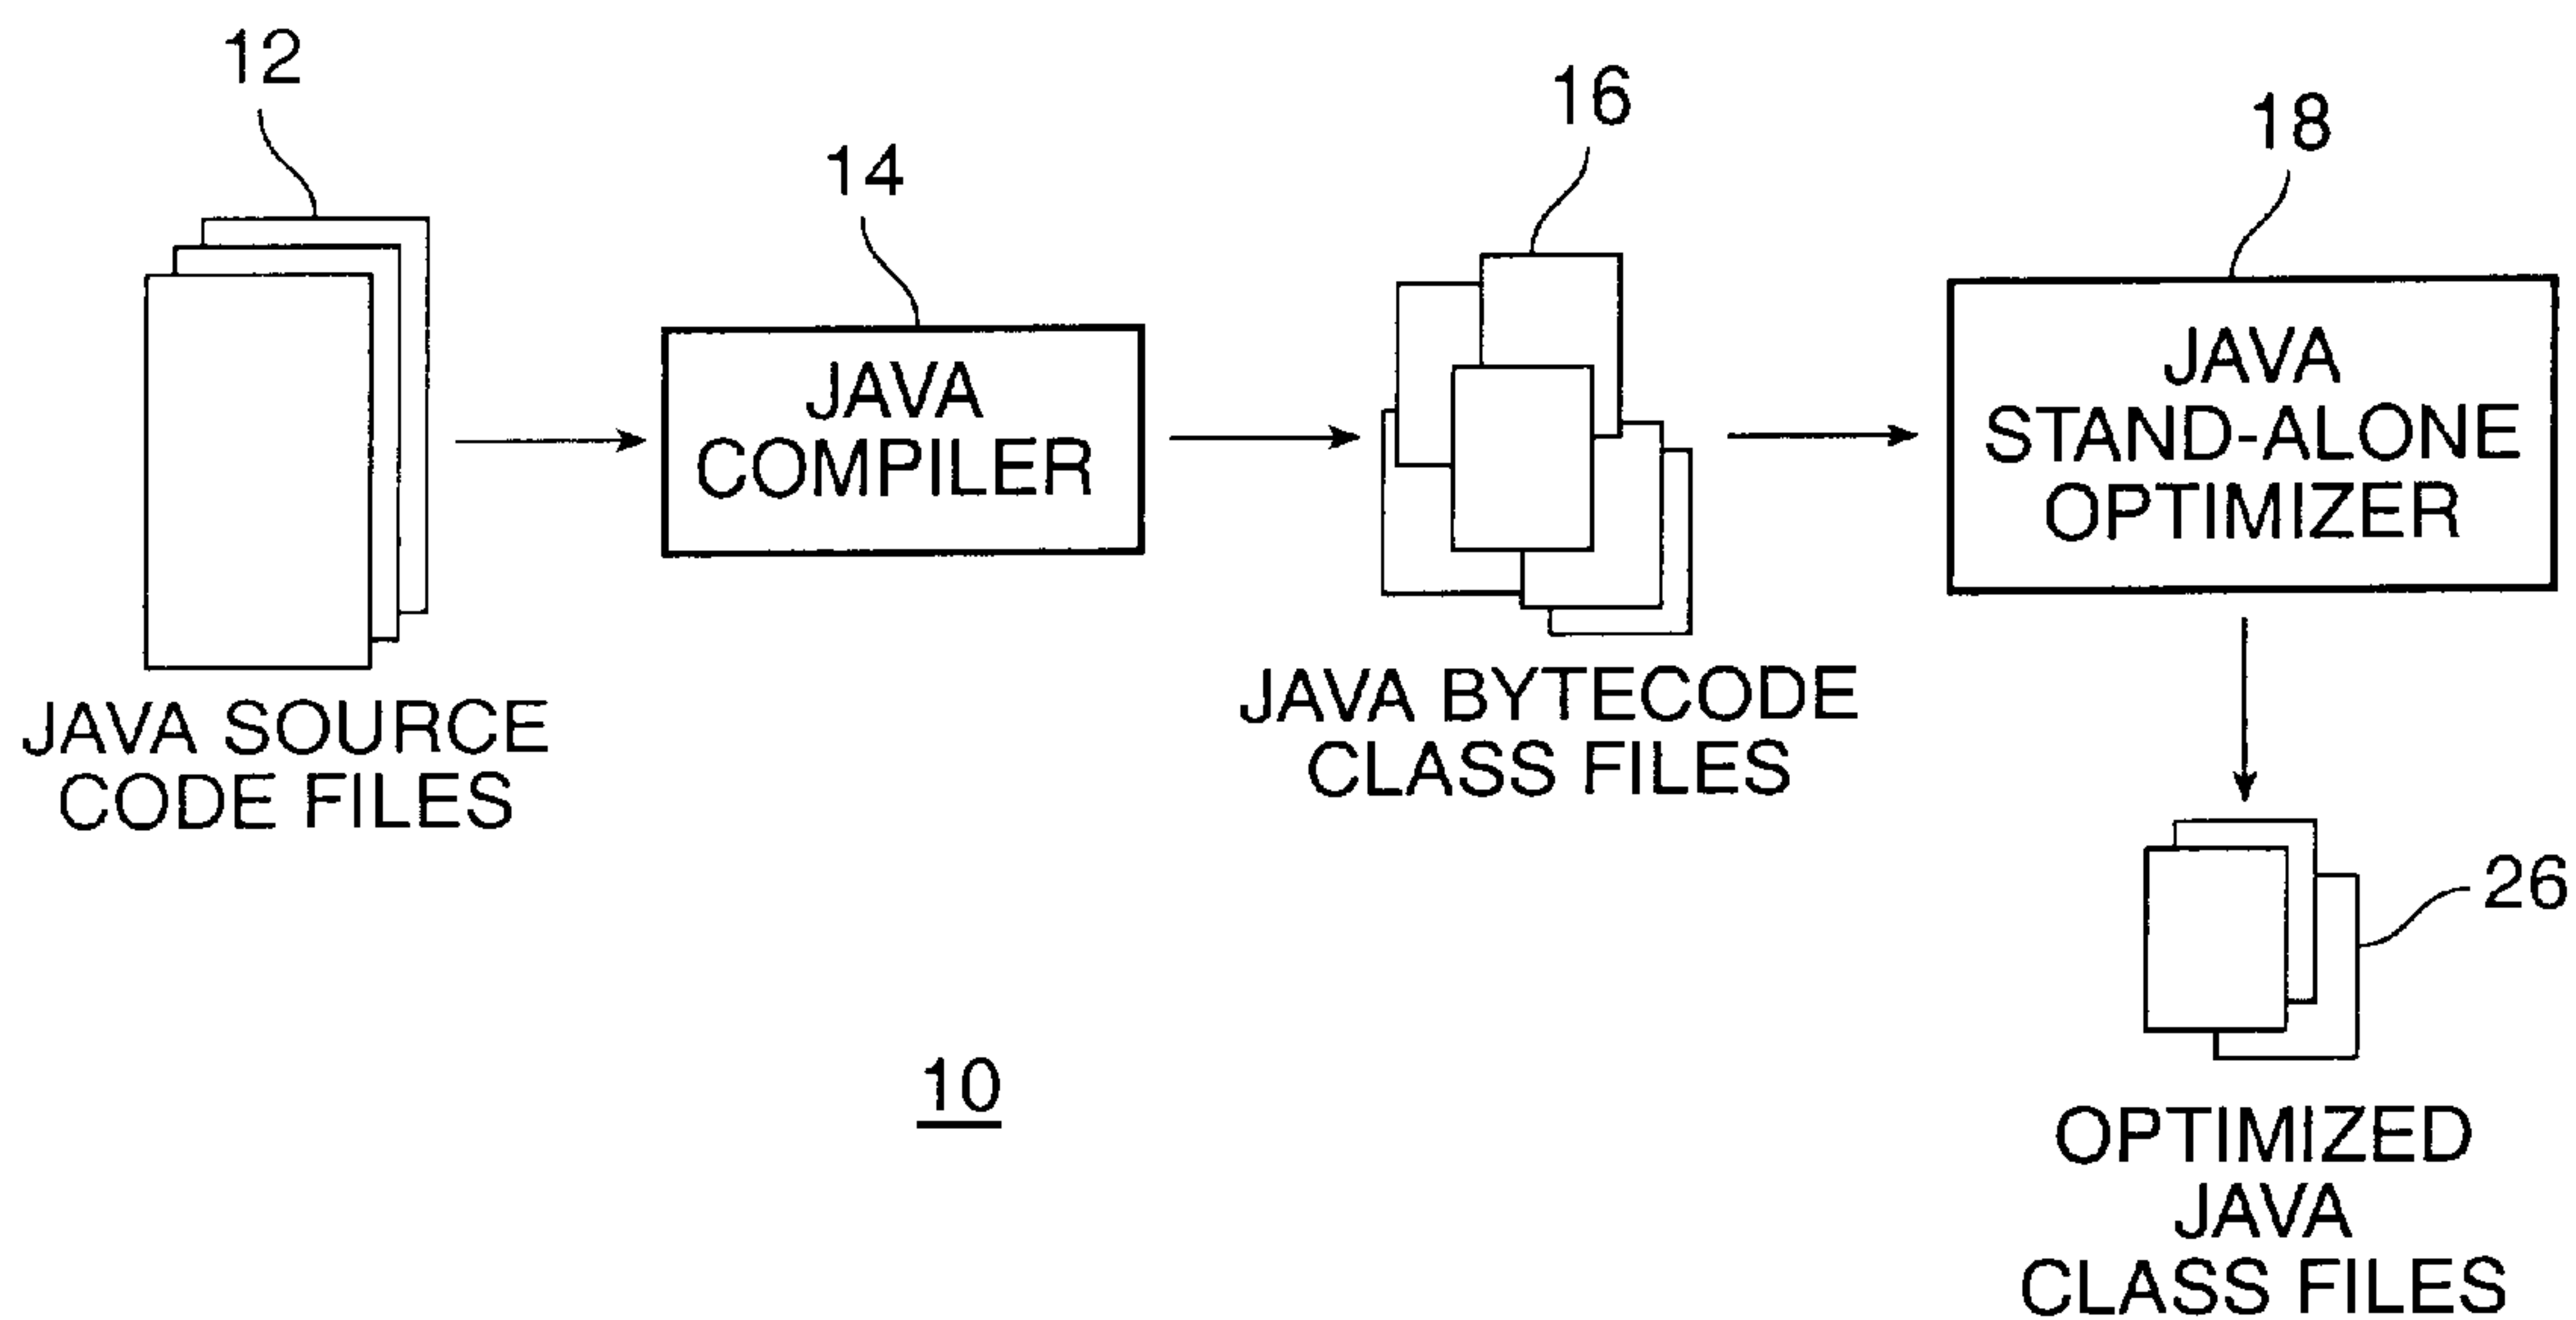 12
14
16
18
JAVA
COMPILER
JAVA
STAND-ALONE
OPTIMIZER
JAVA SOURCE
CODE FILES
JAVA BYTECODE
CLASS FILES
26
10
OPTIMIZED
JAVA
CLASS FILES